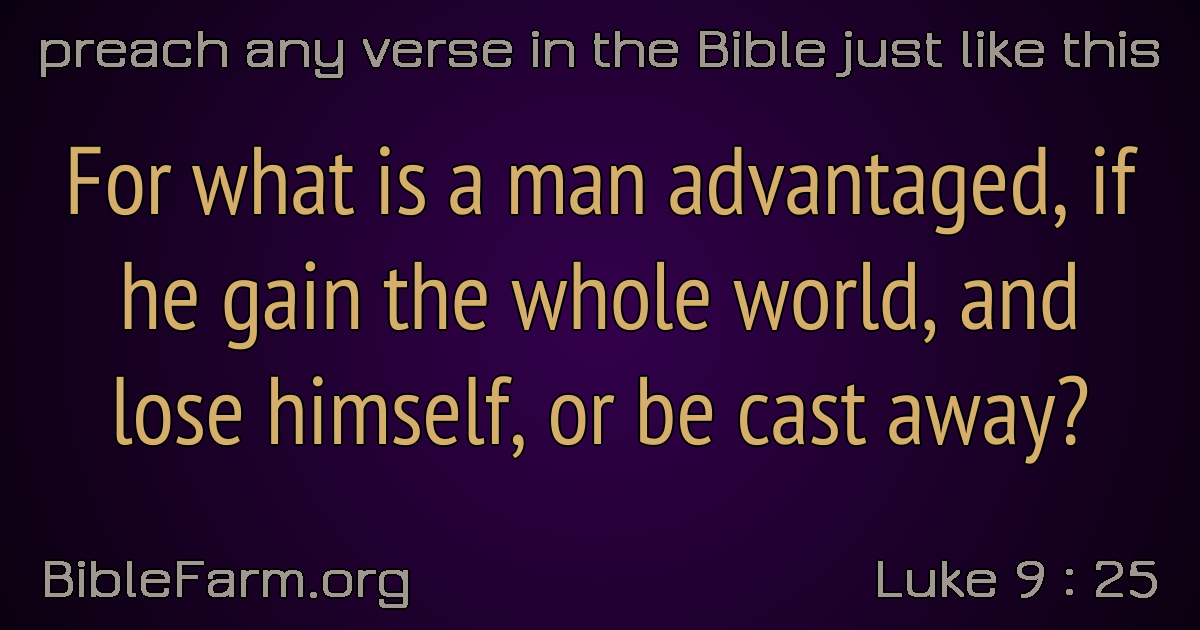 preach any verse in the Bible just like this
For what is a man advantaged, if
he gain the whole world, and
lose himself, or be cast away?
BibleFarm.org
Luke 9 : 25